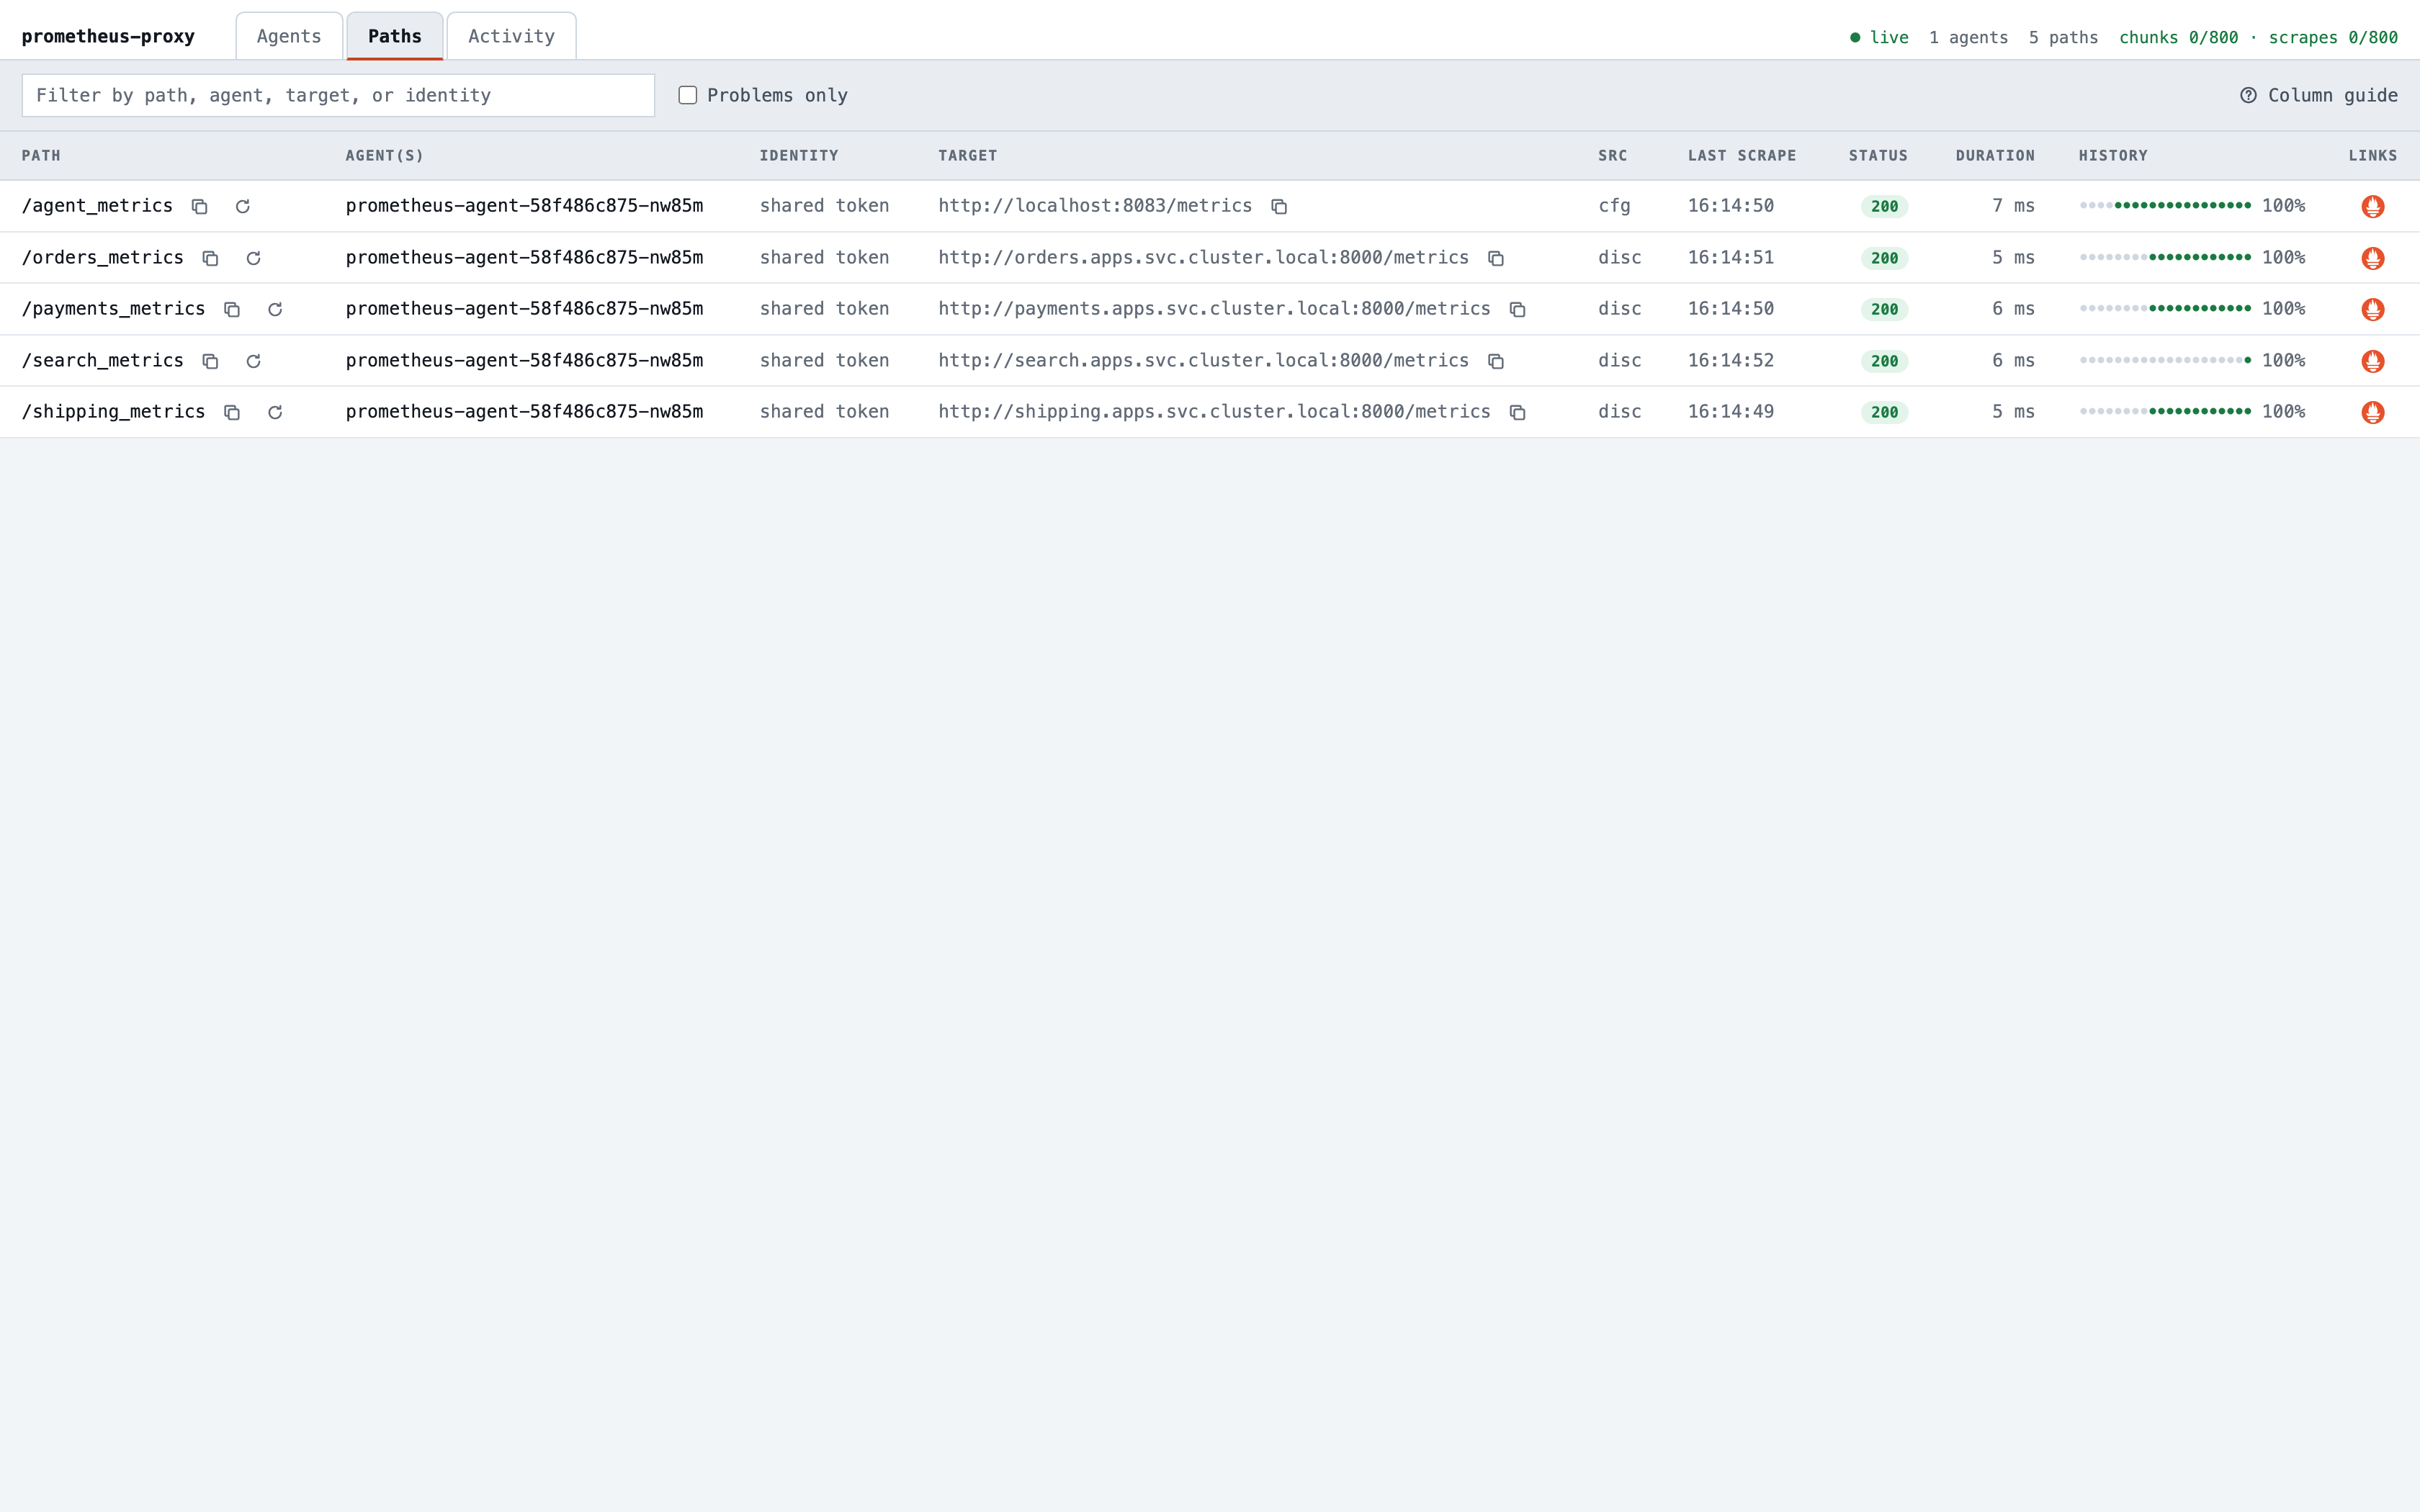 prometheus-proxy Agents Paths Activity live 1 agents 5 paths chunks 0/800 · scrapes 0/800
Filter by path, agent, target, or identity Problems only Column guide
PATH AGENT(S) IDENTITY TARGET SRC LAST SCRAPE STATUS DURATION HISTORY LINKS
/agent_metrics prometheus-agent-58f486c875-nw85m shared token http://localhost:8083/metrics cfg 16:14:50 200 7 ms 100%
/orders_metrics prometheus-agent-58f486c875-nw85m shared token http://orders.apps.svc.cluster.local:8000/metrics disc 16:14:51 200 5 ms 100%
/payments_metrics prometheus-agent-58f486c875-nw85m shared token http://payments.apps.svc.cluster.local:8000/metrics disc 16:14:50 200 6 ms 100%
/search_metrics prometheus-agent-58f486c875-nw85m shared token http://search.apps.svc.cluster.local:8000/metrics disc 16:14:52 200 6 ms 100%
/shipping_metrics prometheus-agent-58f486c875-nw85m shared token http://shipping.apps.svc.cluster.local:8000/metrics disc 16:14:49 200 5 ms 100%